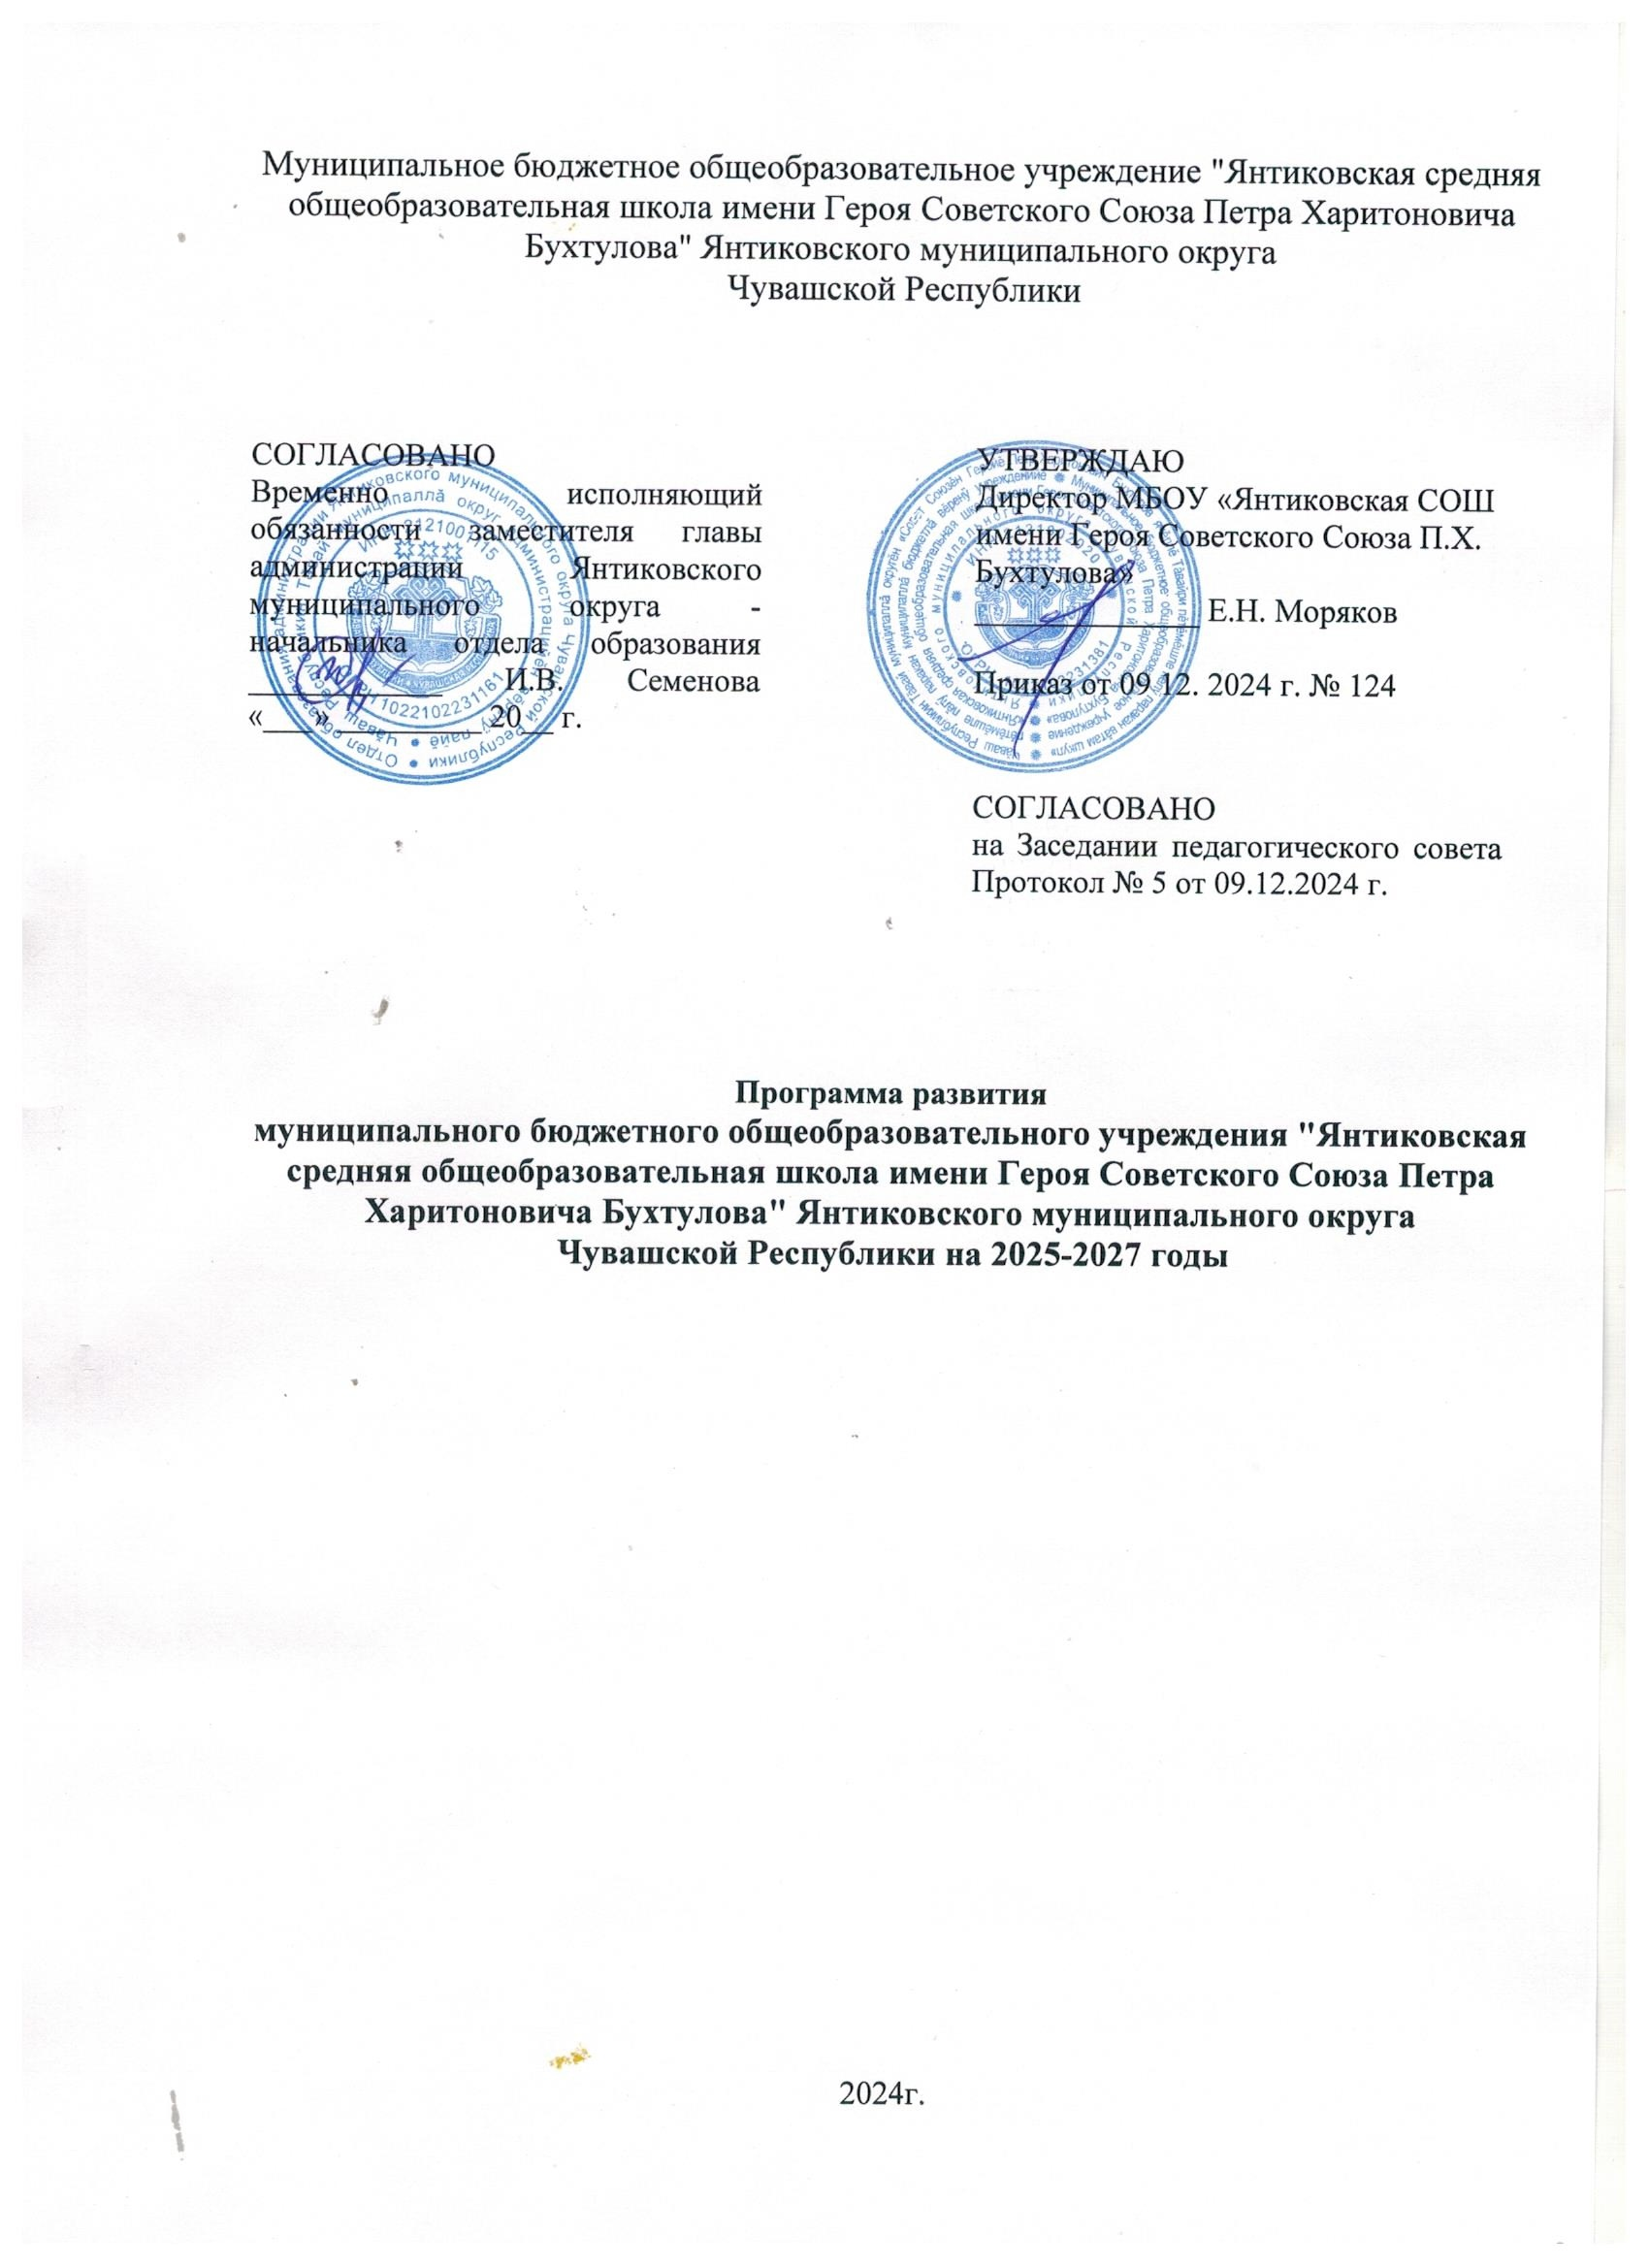 Муниципальное бюджетное общеобразовательное учреждение "Янтиковская средняя
общеобразовательная школа имени Героя Советского Союза Петра Харитоновича
Бухтулова" Янтиковского муниципального округа
Чувашской Республики
СОГЛАСОВАНО
Временно исполняющий
обязанности заместителя главы
администрации Янтиковского
муниципального округа -
начальника отдела образования
____________ И.В. Семенова
«___» _________ 20__ г.
УТВЕРЖДАЮ
Директор МБОУ «Янтиковская СОШ
имени Героя Советского Союза П.Х.
Бухтулова»
______________ Е.Н. Моряков
Приказ от 09.12. 2024 г. № 124
СОГЛАСОВАНО
на Заседании педагогического совета
Протокол № 5 от 09.12.2024 г.
Программа развития
муниципального бюджетного общеобразовательного учреждения "Янтиковская
средняя общеобразовательная школа имени Героя Советского Союза Петра
Харитоновича Бухтулова" Янтиковского муниципального округа
Чувашской Республики на 2025-2027 годы
2024г.